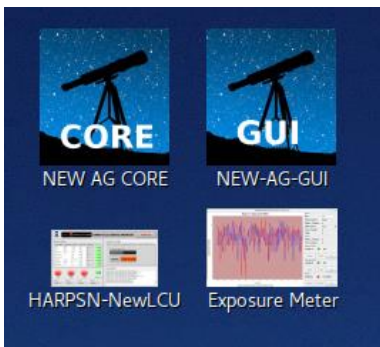 CORE
GUI
NEW AG CORE
NEW-AG-GUI
HARPSN-NewLCU
Exposure Meter